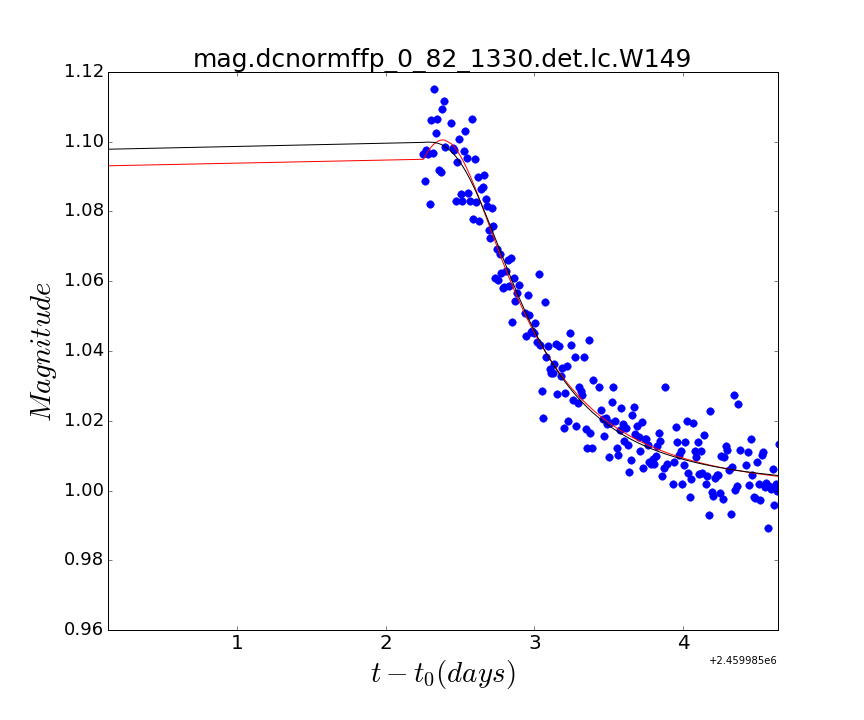 mag.dcnormffp_0_82_1330.det.lc.W149
1.12
1.10
1.08
1.06
1.04
1.02
1.00
0.98
0.96
Magnitude
1 2 3 4
+2.459985e6
t − t₀(days)